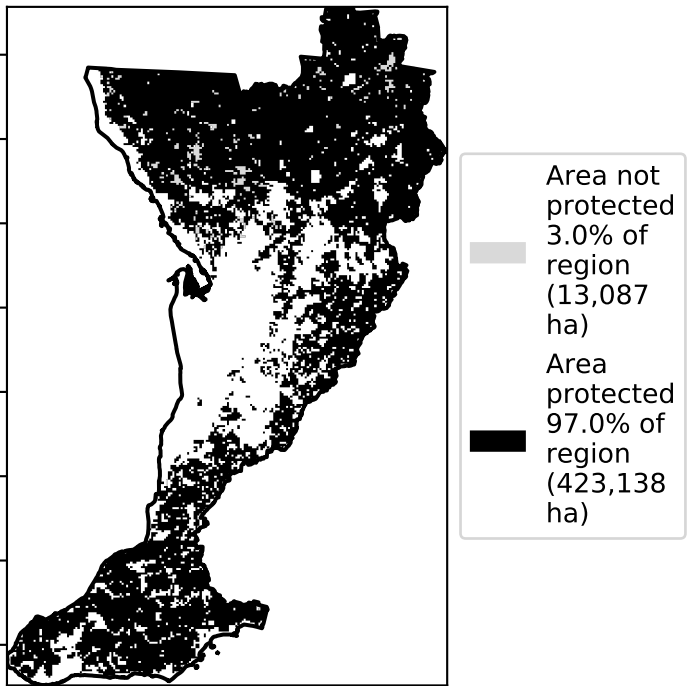 Area not
protected
3.0% of
region
(13,087
ha)
Area
protected
97.0% of
region
(423,138
ha)